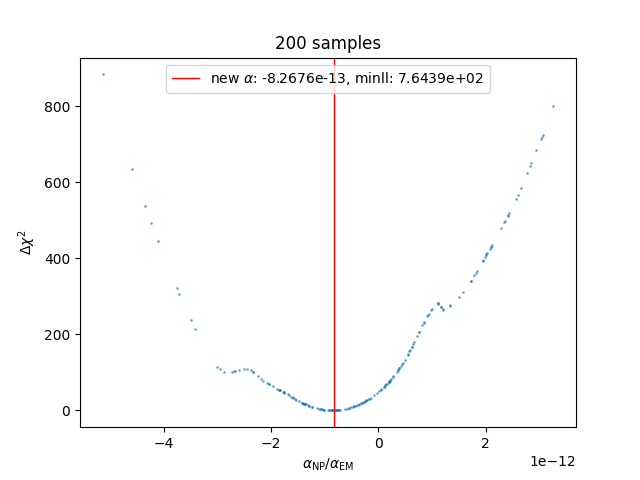 200 samples
new α: -8.2676e-13, minll: 7.6439e+02
800
600
400
200
0
Δχ²
−4
−2
0
2
1e−12
α_NP/α_EM